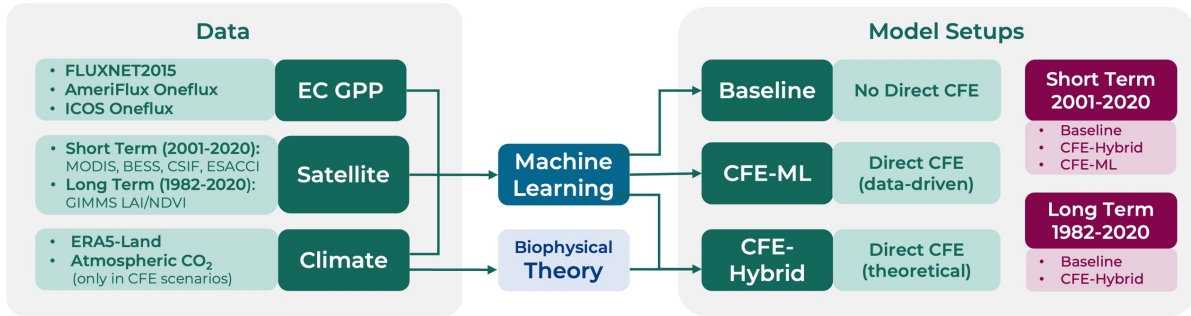 Data
• FLUXNET2015
• AmeriFlux Oneflux
• ICOS Oneflux
EC GPP
• Short Term (2001-2020):
MODIS, BESS, CSIF, ESACCI
• Long Term (1982-2020):
GIMMS LAI/NDVI
Satellite
• ERA5-Land
• Atmospheric CO₂
(only in CFE scenarios)
Climate
Machine
Learning
Biophysical
Theory
Model Setups
Baseline
No Direct CFE
CFE-ML
Direct CFE
(data-driven)
CFE-
Hybrid
Direct CFE
(theoretical)
Short Term
2001-2020
• Baseline
• CFE-Hybrid
• CFE-ML
Long Term
1982-2020
• Baseline
• CFE-Hybrid